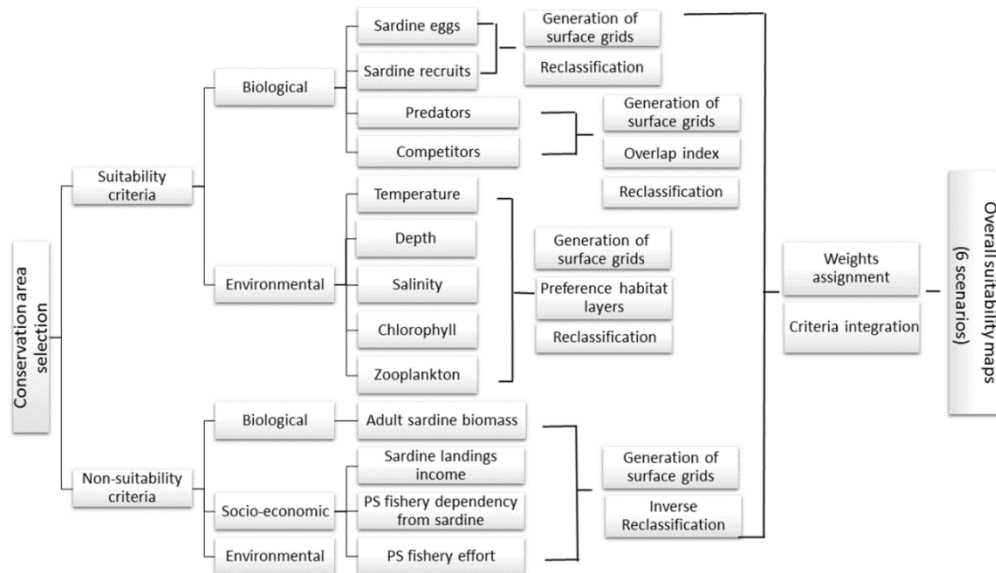 Conservation area
selection
Suitability
criteria
Non-suitability
criteria
Biological
Environmental
Biological
Socio-economic
Environmental
Sardine eggs
Sardine recruits
Predators
Competitors
Temperature
Depth
Salinity
Chlorophyll
Zooplankton
Adult sardine biomass
Sardine landings
income
PS fishery dependency
from sardine
PS fishery effort
Generation of
surface grids
Reclassification
Generation of
surface grids
Overlap index
Reclassification
Generation of
surface grids
Preference habitat
layers
Reclassification
Generation of
surface grids
Inverse
Reclassification
Weights
assignment
Criteria integration
Overall suitability maps
(6 scenarios)